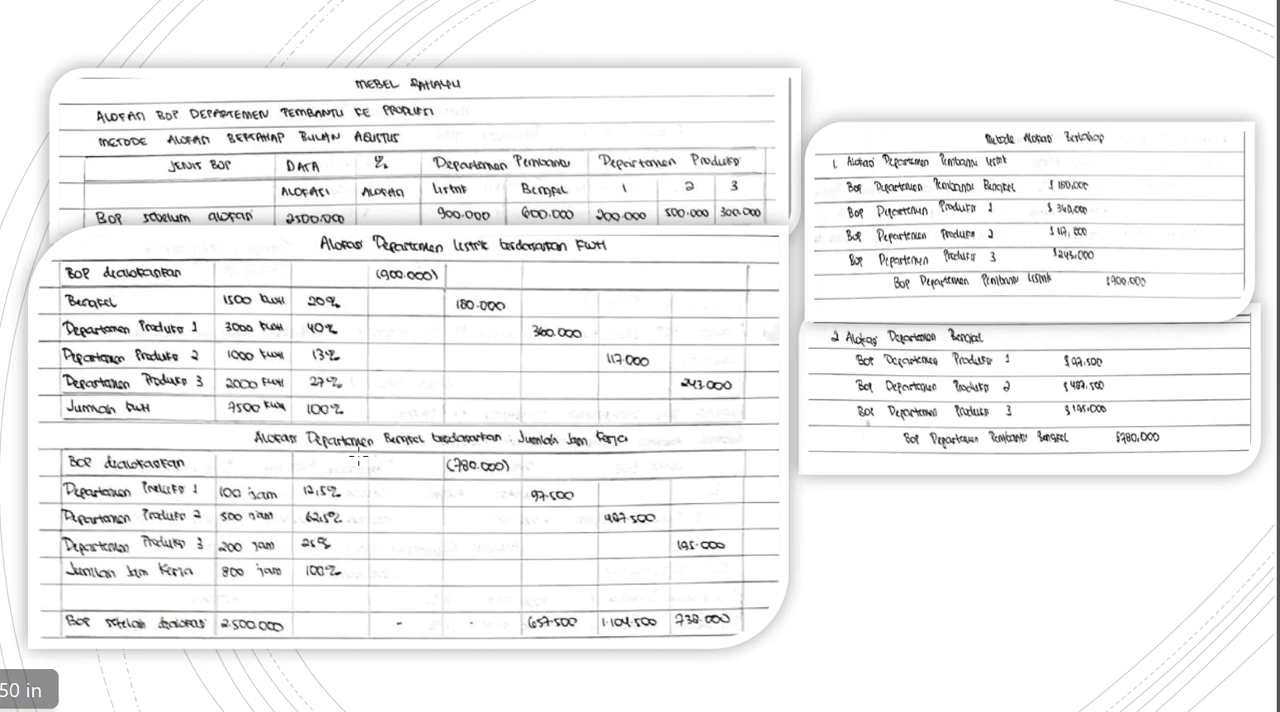 MEBEL RAHAYU
ALOKASI BOP DEPARTEMEN PEMBANTU KE PRODUKSI
METODE ALOKASI BERTAHAP BULAN AGUSTUS
JENIS BOP DATA % Departemen Pembantu Departemen Produksi
ALOKASI ALOKASI Listrik Bengkel 1 2 3
BOP sebelum alokasi 2500.000 900.000 600.000 200.000 500.000 300.000
Alokasi Departemen Listrik berdasarkan KWH
BOP dialokasikan (900.000)
Bengkel 1500 KWH 20% 180.000
Departemen Produksi 1 3000 KWH 40% 360.000
Departemen Produksi 2 1000 KWH 13% 117.000
Departemen Produksi 3 2000 KWH 27% 243.000
Jumlah KWH 7500 KWH 100%
Alokasi Departemen Bengkel berdasarkan Jumlah Jam Kerja
BOP dialokasikan (780.000)
Departemen Produksi 1 100 jam 12,5% 97.500
Departemen Produksi 2 500 jam 62,5% 487.500
Departemen Produksi 3 200 jam 25% 195.000
Jumlah Jam Kerja 800 jam 100%
BOP setelah dialokasi 2.500.000 - - 657.500 1.104.500 738.000
Metode Alokasi Bertahap
1. Alokasi Departemen Pembantu Listrik
BOP Departemen Pembantu Bengkel $ 180,000
BOP Departemen Produksi 1 $ 360,000
BOP Departemen Produksi 2 $ 117,000
BOP Departemen Produksi 3 $ 243,000
BOP Departemen Pembantu Listrik $900,000
2 Alokasi Departemen Bengkel
BOP Departemen Produksi 1 $ 97,500
BOP Departemen Produksi 2 $ 487,500
BOP Departemen Produksi 3 $ 195,000
BOP Departemen Pembantu Bengkel $780,000
50 in